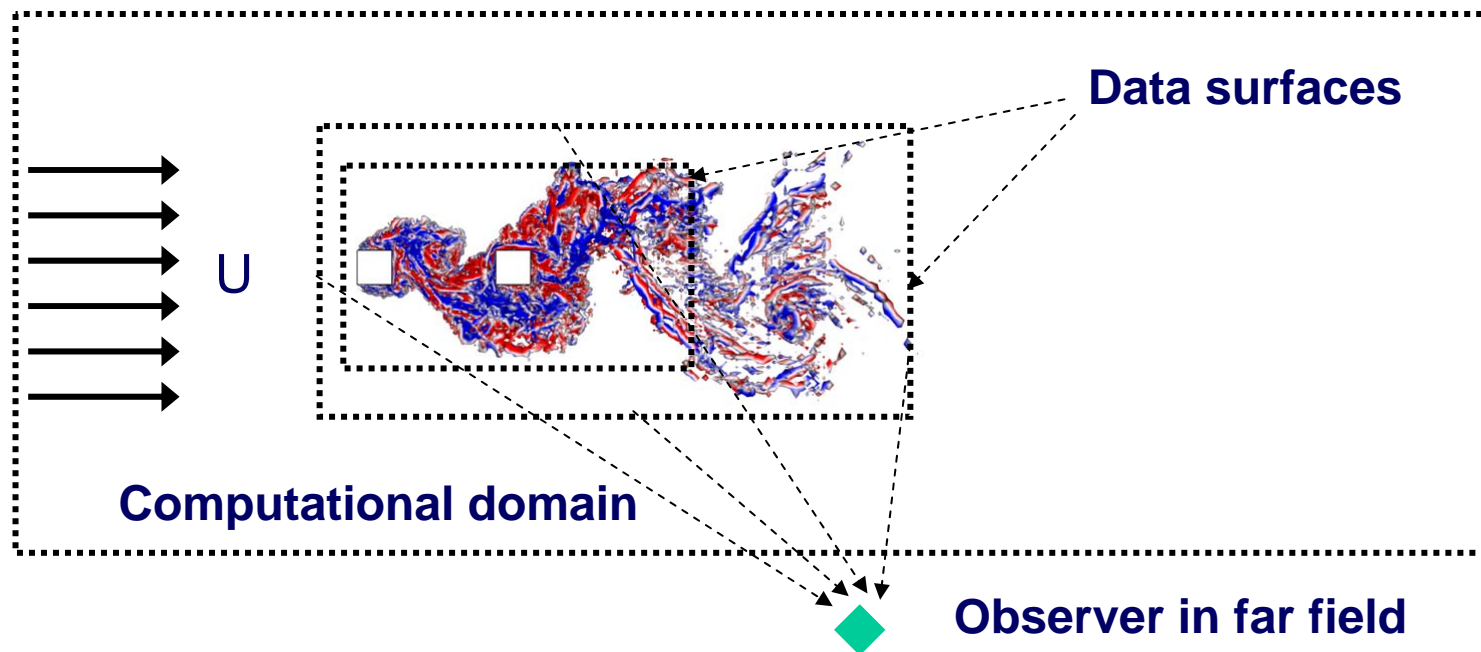 Data surfaces
U
Computational domain
Observer in far field